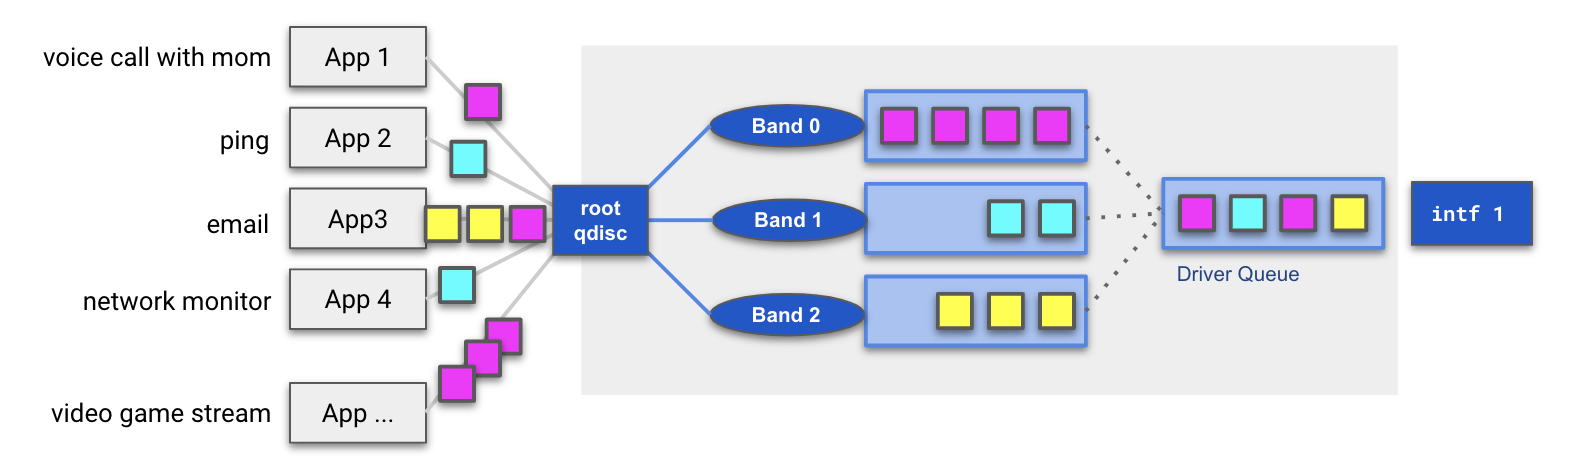 voice call with mom
App 1
ping
App 2
email
App3
network monitor
App 4
video game stream
App ...
root
qdisc
Band 0
Band 1
Band 2
Driver Queue
intf 1